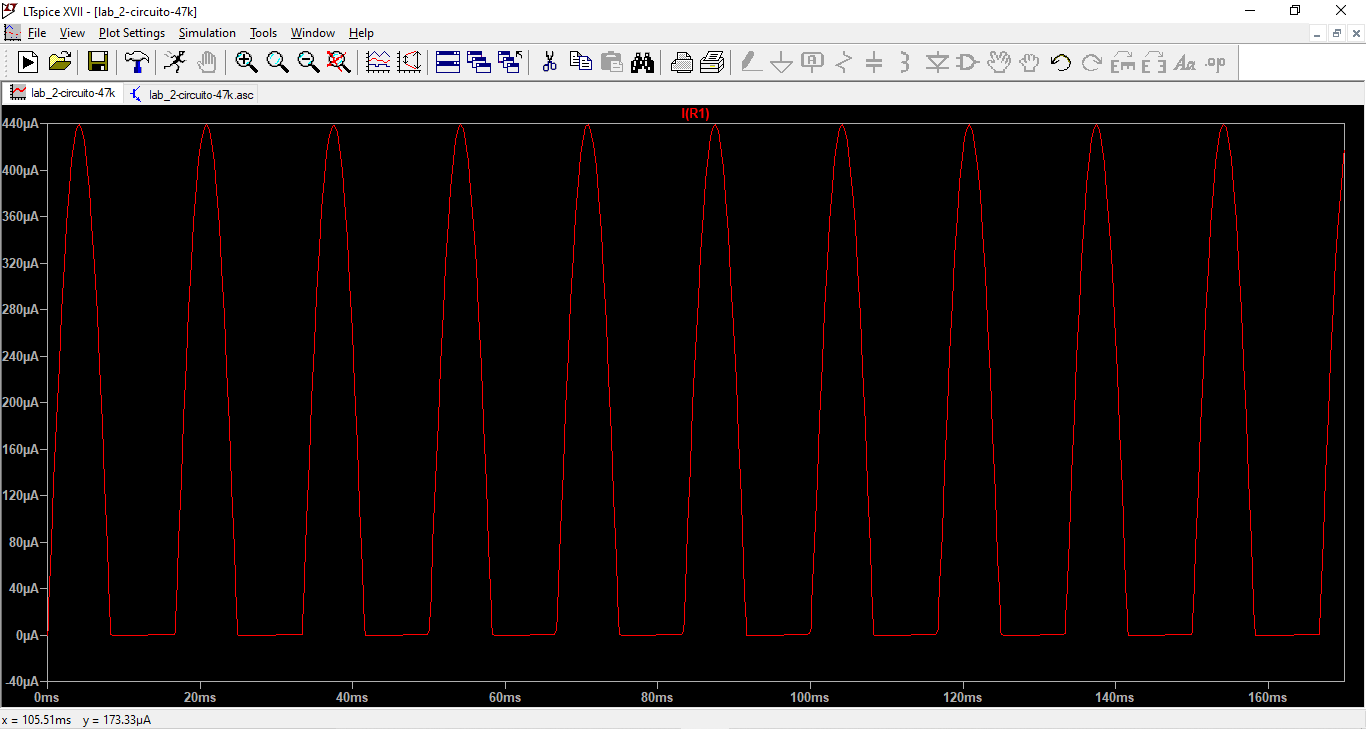 LTspice XVII - [lab_2-circuito-47k]
File View Plot Settings Simulation Tools Window Help
A Aa .op
lab_2-circuito-47k lab_2-circuito-47k.asc
I(R1)
440µA
400µA
360µA
320µA
280µA
240µA
200µA
160µA
120µA
80µA
40µA
0µA
-40µA
0ms 20ms 40ms 60ms 80ms 100ms 120ms 140ms 160ms
x = 105.51ms y = 173.33µA